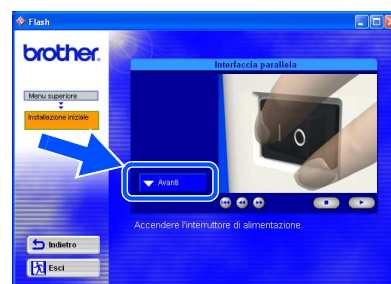 Flash
brother.
Interfaccia parallela
Menu superiore
Installazione iniziale
Avanti
Accendere l'interruttore di alimentazione.
Indietro
Esci